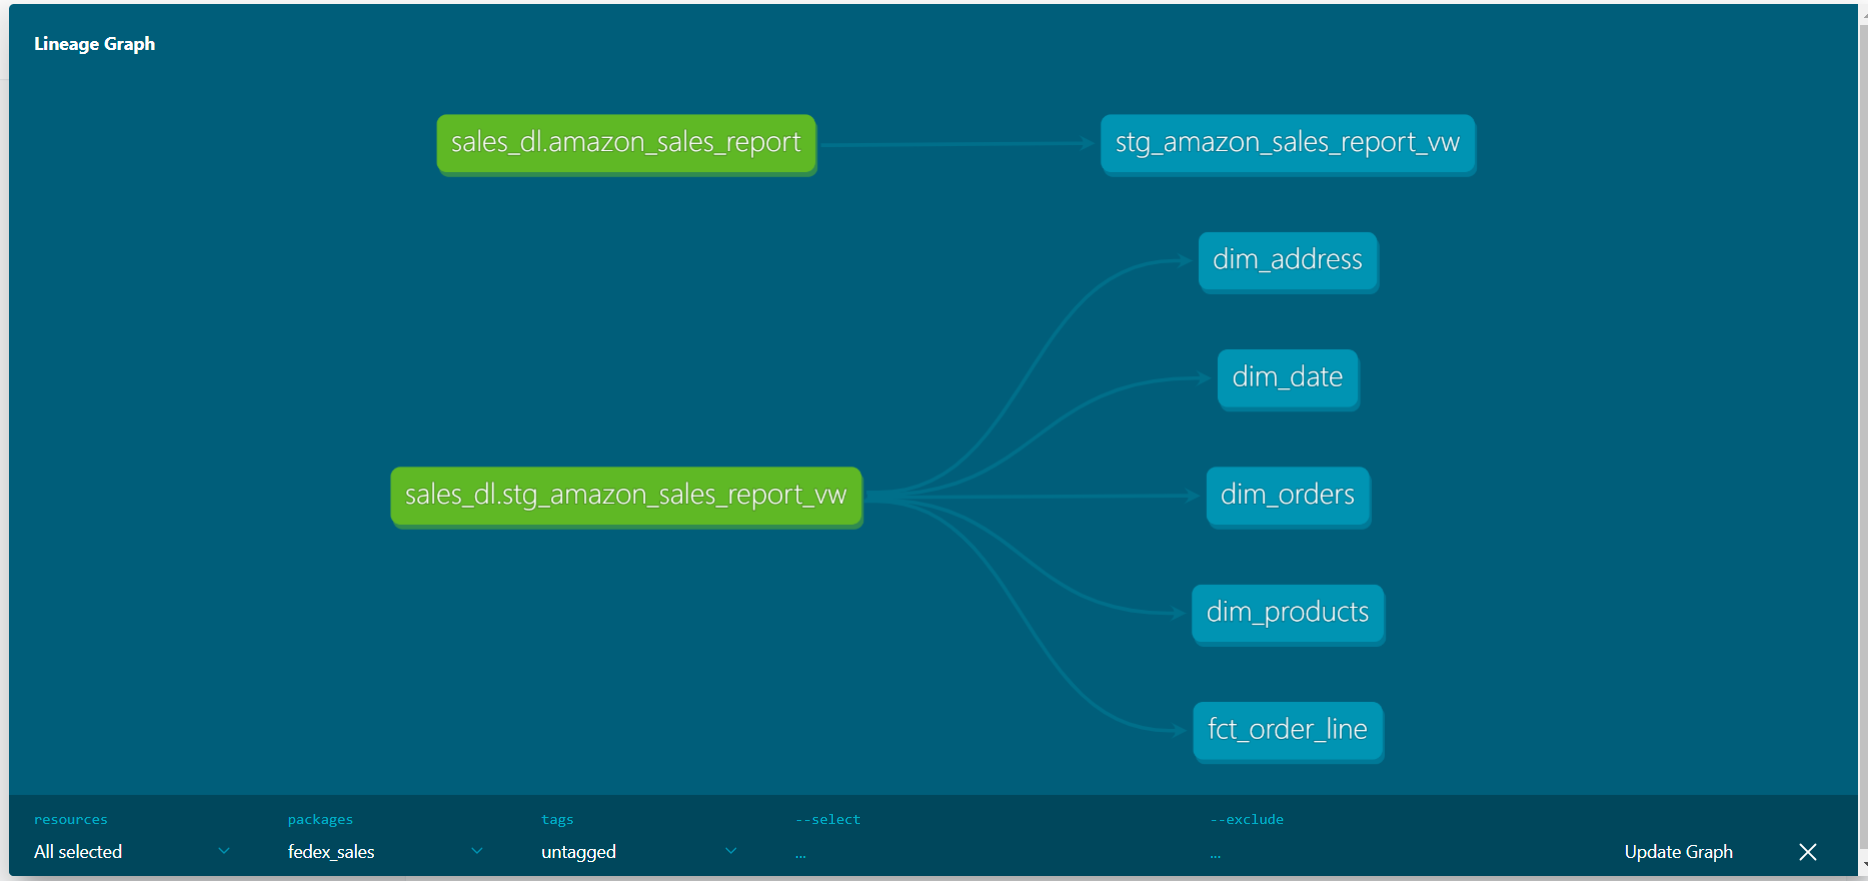 Lineage Graph
sales_dl.amazon_sales_report
stg_amazon_sales_report_vw
dim_address
dim_date
sales_dl.stg_amazon_sales_report_vw
dim_orders
dim_products
fct_order_line
resources
packages
tags
--select
--exclude
All selected
fedex_sales
untagged
...
...
Update Graph